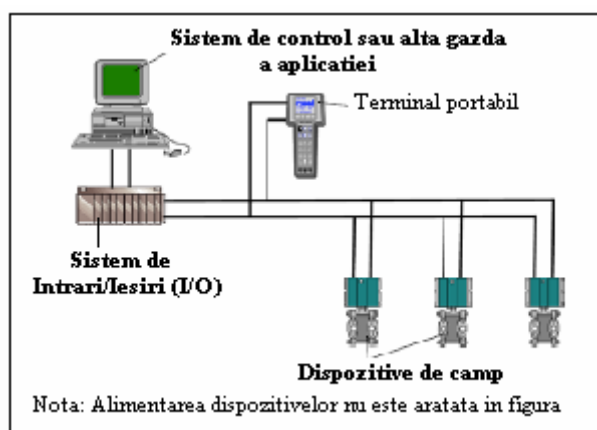 Sistem de control sau alta gazda
a aplicatiei
Terminal portabil
Sistem de
Intrari/Iesiri (I/O)
Dispozitive de camp
Nota: Alimentarea dispozitivelor nu este aratata in figura